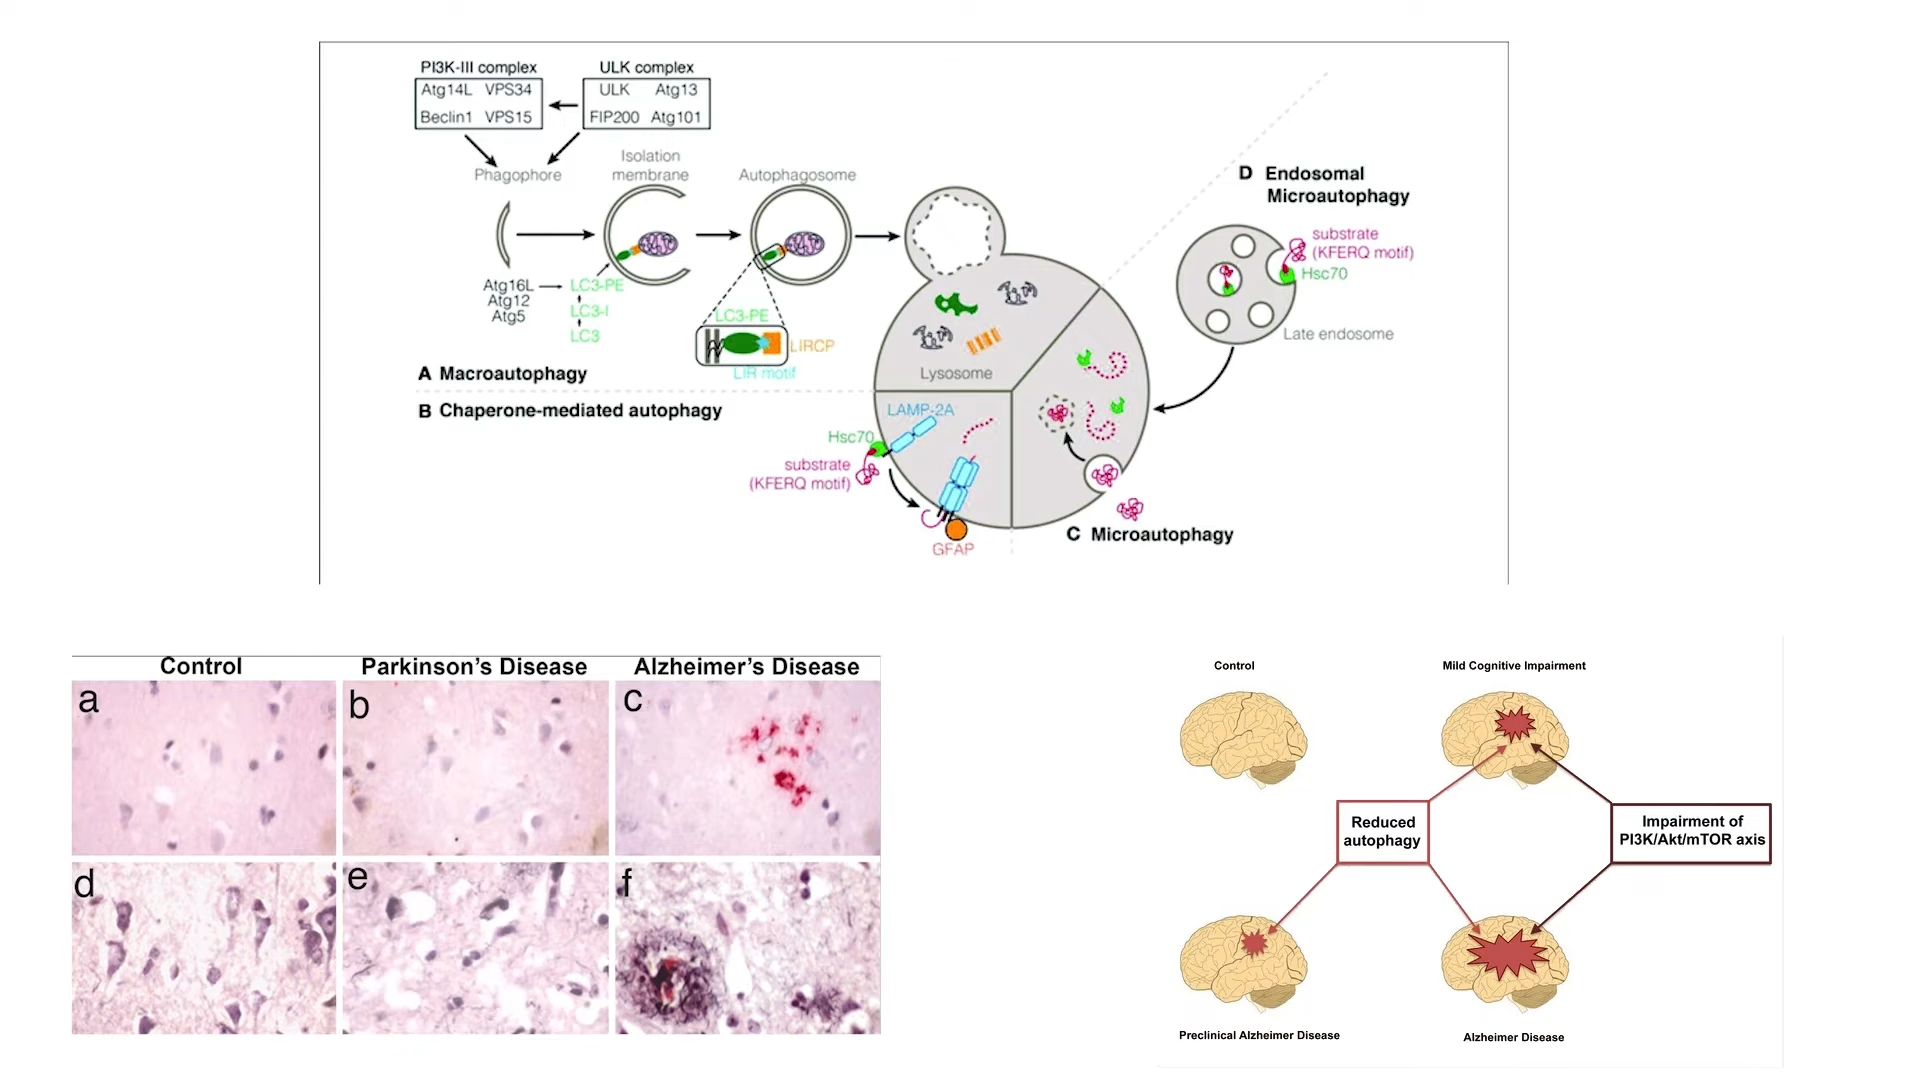 PI3K-III complex
Atg14L VPS34
Beclin1 VPS15
ULK complex
ULK Atg13
FIP200 Atg101
Phagophore
Isolation
membrane
Autophagosome
Atg16L
Atg12
Atg5
LC3-PE
LC3-I
LC3
LC3-PE
LIRCP
LIR motif
A Macroautophagy
B Chaperone-mediated autophagy
Lysosome
LAMP-2A
Hsc70
substrate
(KFERQ motif)
GFAP
C Microautophagy
D Endosomal
Microautophagy
substrate
(KFERQ motif)
Hsc70
Late endosome
Control
Parkinson's Disease
Alzheimer's Disease
a
b
c
d
e
f
Control
Mild Cognitive Impairment
Reduced
autophagy
Impairment of
PI3K/Akt/mTOR axis
Preclinical Alzheimer Disease
Alzheimer Disease